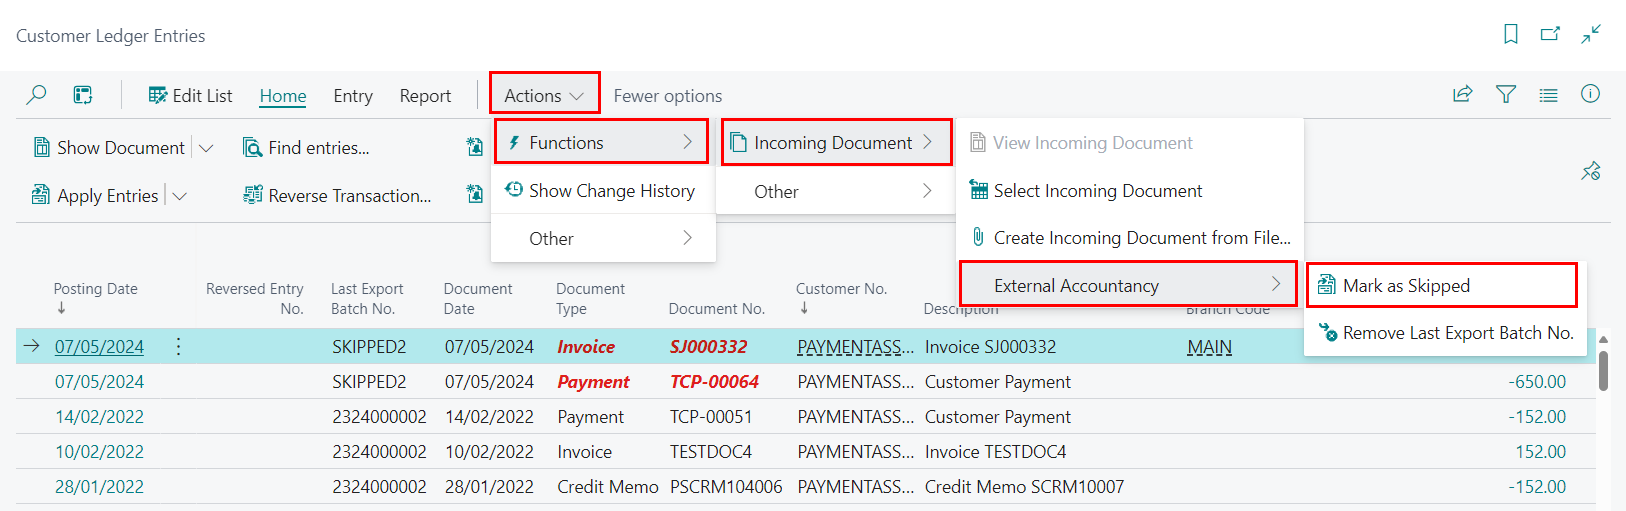 Customer Ledger Entries
Edit List Home Entry Report Actions Fewer options
Show Document Find entries... Functions Incoming Document View Incoming Document
Apply Entries Reverse Transaction... Show Change History Other Select Incoming Document
Other Create Incoming Document from File...
External Accountancy Mark as Skipped
Remove Last Export Batch No.
Posting Date Reversed Entry No. Last Export Batch No. Document Date Document Type Document No. Customer No. Description Branch Code
07/05/2024 SKIPPED2 07/05/2024 Invoice SJ000332 PAYMENTASS... Invoice SJ000332 MAIN
07/05/2024 SKIPPED2 07/05/2024 Payment TCP-00064 PAYMENTASS... Customer Payment -650.00
14/02/2022 2324000002 14/02/2022 Payment TCP-00051 PAYMENTASS... Customer Payment -152.00
10/02/2022 2324000002 10/02/2022 Invoice TESTDOC4 PAYMENTASS... Invoice TESTDOC4 152.00
28/01/2022 2324000002 28/01/2022 Credit Memo PSCRM104006 PAYMENTASS... Credit Memo SCRM10007 -152.00